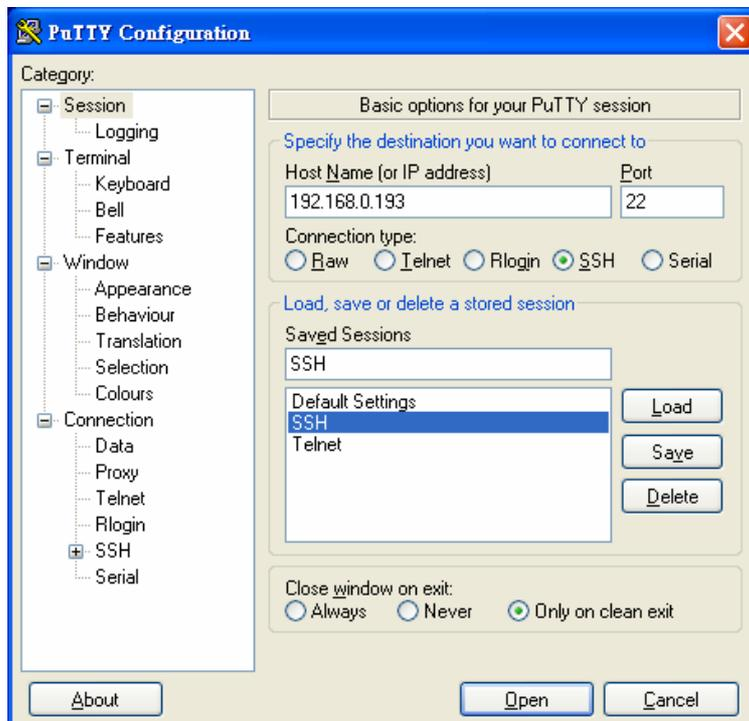 PuTTY Configuration
Category:
Session
Logging
Terminal
Keyboard
Bell
Features
Window
Appearance
Behaviour
Translation
Selection
Colours
Connection
Data
Proxy
Telnet
Rlogin
SSH
Serial
Basic options for your PuTTY session
Specify the destination you want to connect to
Host Name (or IP address) Port
192.168.0.193 22
Connection type:
Raw Telnet Rlogin SSH Serial
Load, save or delete a stored session
Saved Sessions
SSH
Default Settings
SSH
Telnet
Load
Save
Delete
Close window on exit:
Always Never Only on clean exit
About Open Cancel